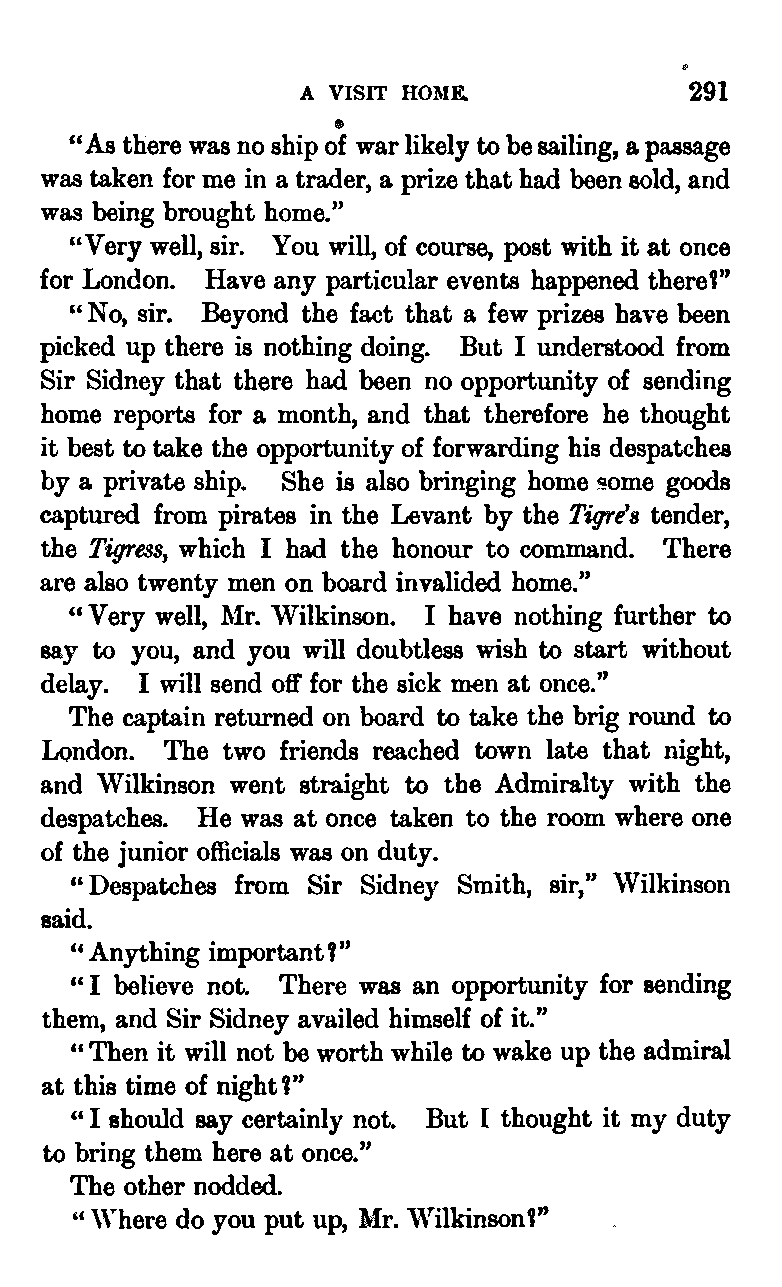 A VISIT HOME. 291
“As there was no ship of war likely to be sailing, a passage
was taken for me in a trader, a prize that had been sold, and
was being brought home.”
“Very well, sir. You will, of course, post with it at once
for London. Have any particular events happened there?”
“No, sir. Beyond the fact that a few prizes have been
picked up there is nothing doing. But I understood from
Sir Sidney that there had been no opportunity of sending
home reports for a month, and that therefore he thought
it best to take the opportunity of forwarding his despatches
by a private ship. She is also bringing home some goods
captured from pirates in the Levant by the Tigre’s tender,
the Tigress, which I had the honour to command. There
are also twenty men on board invalided home.”
“Very well, Mr. Wilkinson. I have nothing further to
say to you, and you will doubtless wish to start without
delay. I will send off for the sick men at once.”
The captain returned on board to take the brig round to
London. The two friends reached town late that night,
and Wilkinson went straight to the Admiralty with the
despatches. He was at once taken to the room where one
of the junior officials was on duty.
“Despatches from Sir Sidney Smith, sir,” Wilkinson
said.
“Anything important?”
“I believe not. There was an opportunity for sending
them, and Sir Sidney availed himself of it.”
“Then it will not be worth while to wake up the admiral
at this time of night?”
“I should say certainly not. But I thought it my duty
to bring them here at once.”
The other nodded.
“Where do you put up, Mr. Wilkinson?”